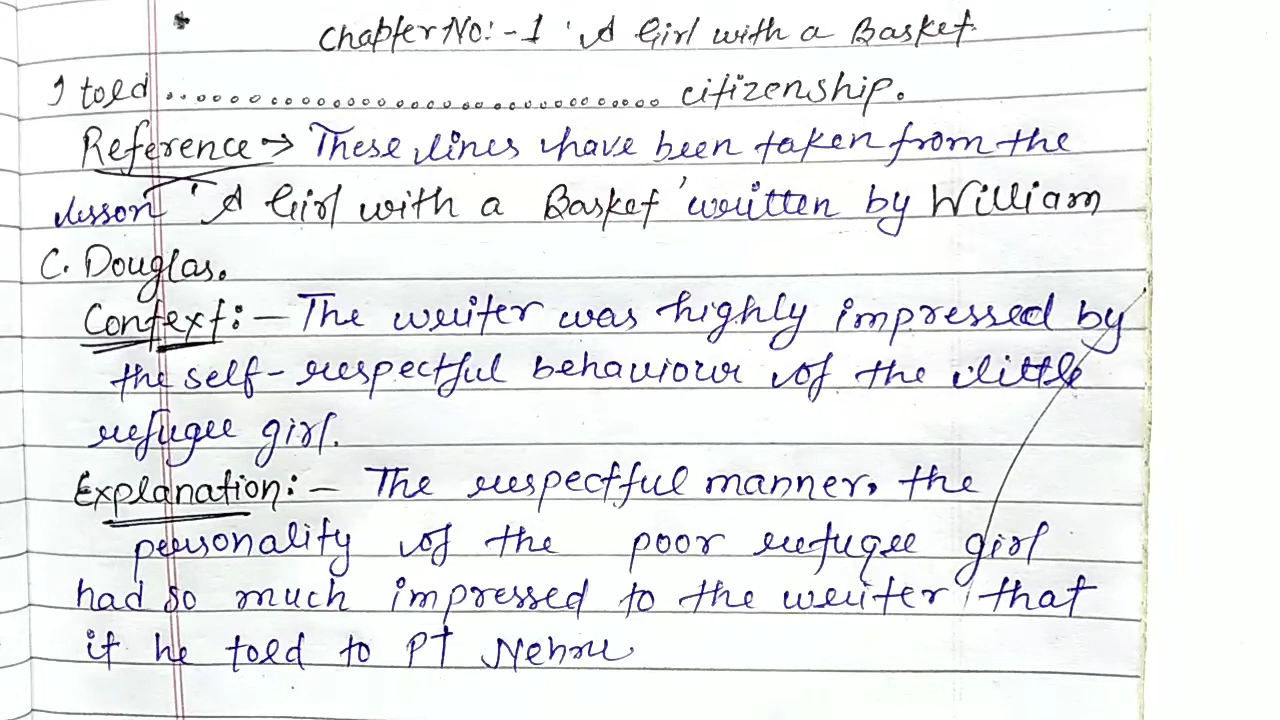 Chapter No:-1 'A Girl with a Basket
I told ........................................ citizenship.
Reference → These lines have been taken from the
lesson 'A Girl with a Basket' written by William
C. Douglas.
Context:- The writer was highly impressed by
the self-respectful behaviour of the little
refugee girl.
Explanation:- The respectful manner, the
personality of the poor refugee girl
had so much impressed to the writer that
if he told to PT Nehru